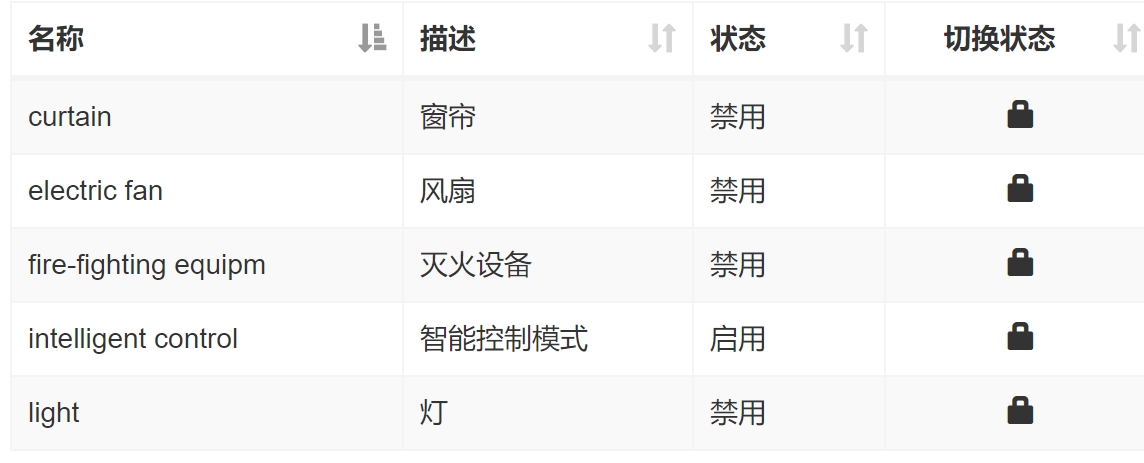 名称 描述 状态 切换状态
curtain 窗帘 禁用
electric fan 风扇 禁用
fire-fighting equipm 灭火设备 禁用
intelligent control 智能控制模式 启用
light 灯 禁用